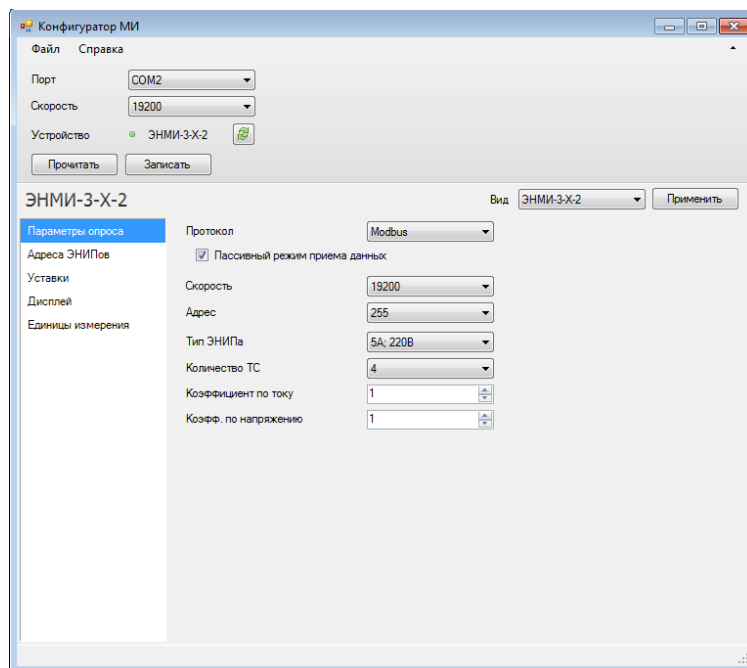 Конфигуратор МИ
Файл Справка
Порт COM2
Скорость 19200
Устройство ЭНМИ-3-X-2
Прочитать Записать
ЭНМИ-3-X-2 Вид ЭНМИ-3-X-2 Применить
Параметры опроса Протокол Modbus
Адреса ЭНИПов Пассивный режим приема данных
Уставки Скорость 19200
Дисплей Адрес 255
Единицы измерения
Тип ЭНИПа 5А; 220В
Количество ТС 4
Коэффициент по току 1
Коэфф. по напряжению 1